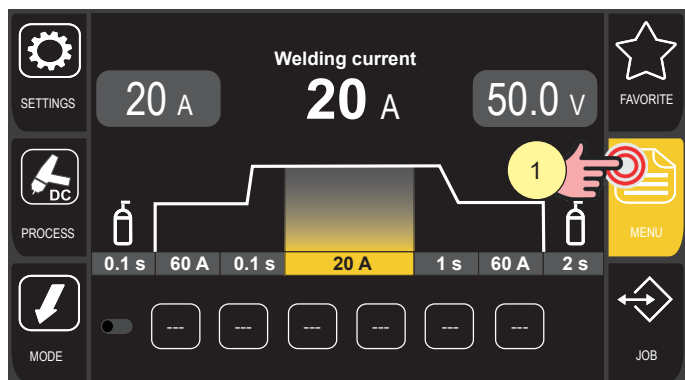 SETTINGS
Welding current
20 A
20 A
50.0 V
FAVORITE
DC
PROCESS
1
MENU
0.1 s 60 A 0.1 s 20 A 1 s 60 A 2 s
--- --- --- --- --- ---
MODE
JOB